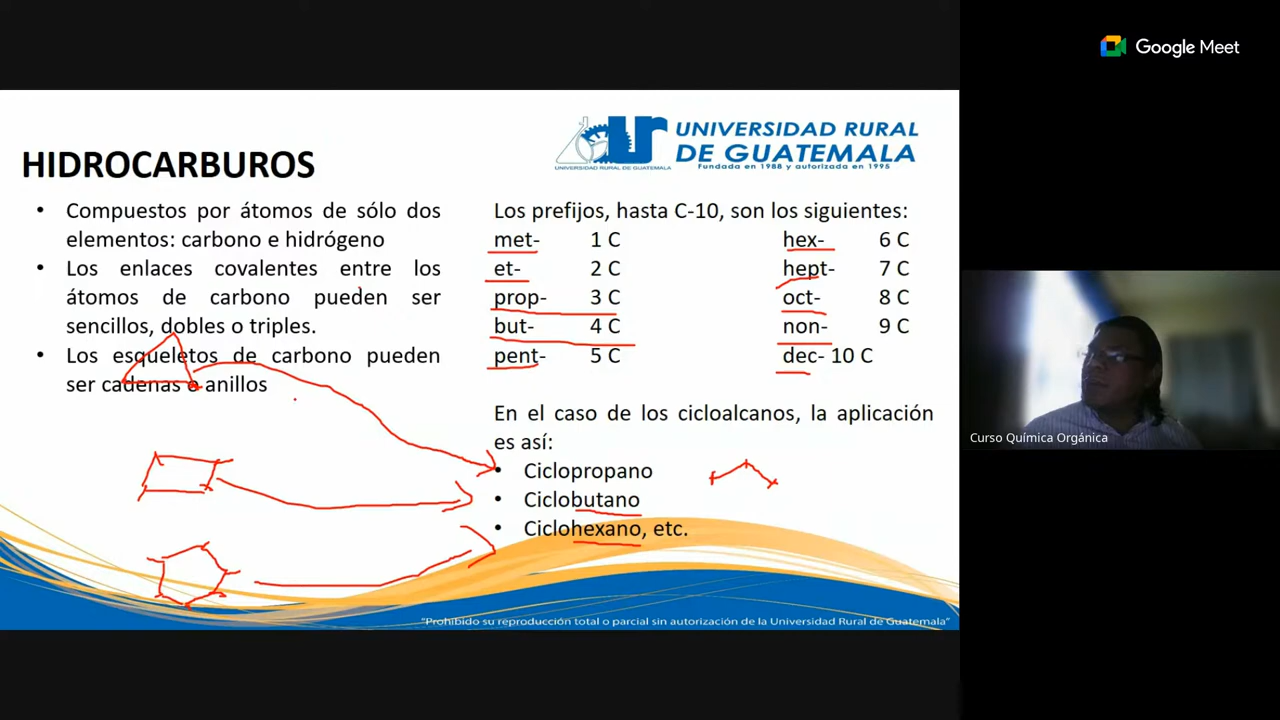 Google Meet
UNIVERSIDAD RURAL
DE GUATEMALA
Fundada en 1988 y autorizada en 1995
UNIVERSIDAD RURAL DE GUATEMALA
ur
HIDROCARBUROS
• Compuestos por átomos de sólo dos
elementos: carbono e hidrógeno
• Los enlaces covalentes entre los
átomos de carbono pueden ser
sencillos, dobles o triples.
• Los esqueletos de carbono pueden
ser cadenas o anillos
Los prefijos, hasta C-10, son los siguientes:
met- 1 C hex- 6 C
et- 2 C hept- 7 C
prop- 3 C oct- 8 C
but- 4 C non- 9 C
pent- 5 C dec- 10 C
En el caso de los cicloalcanos, la aplicación
es así:
• Ciclopropano
• Ciclobutano
• Ciclohexano, etc.
"Prohibido su reproducción total o parcial sin autorización de la Universidad Rural de Guatemala"
Curso Química Orgánica